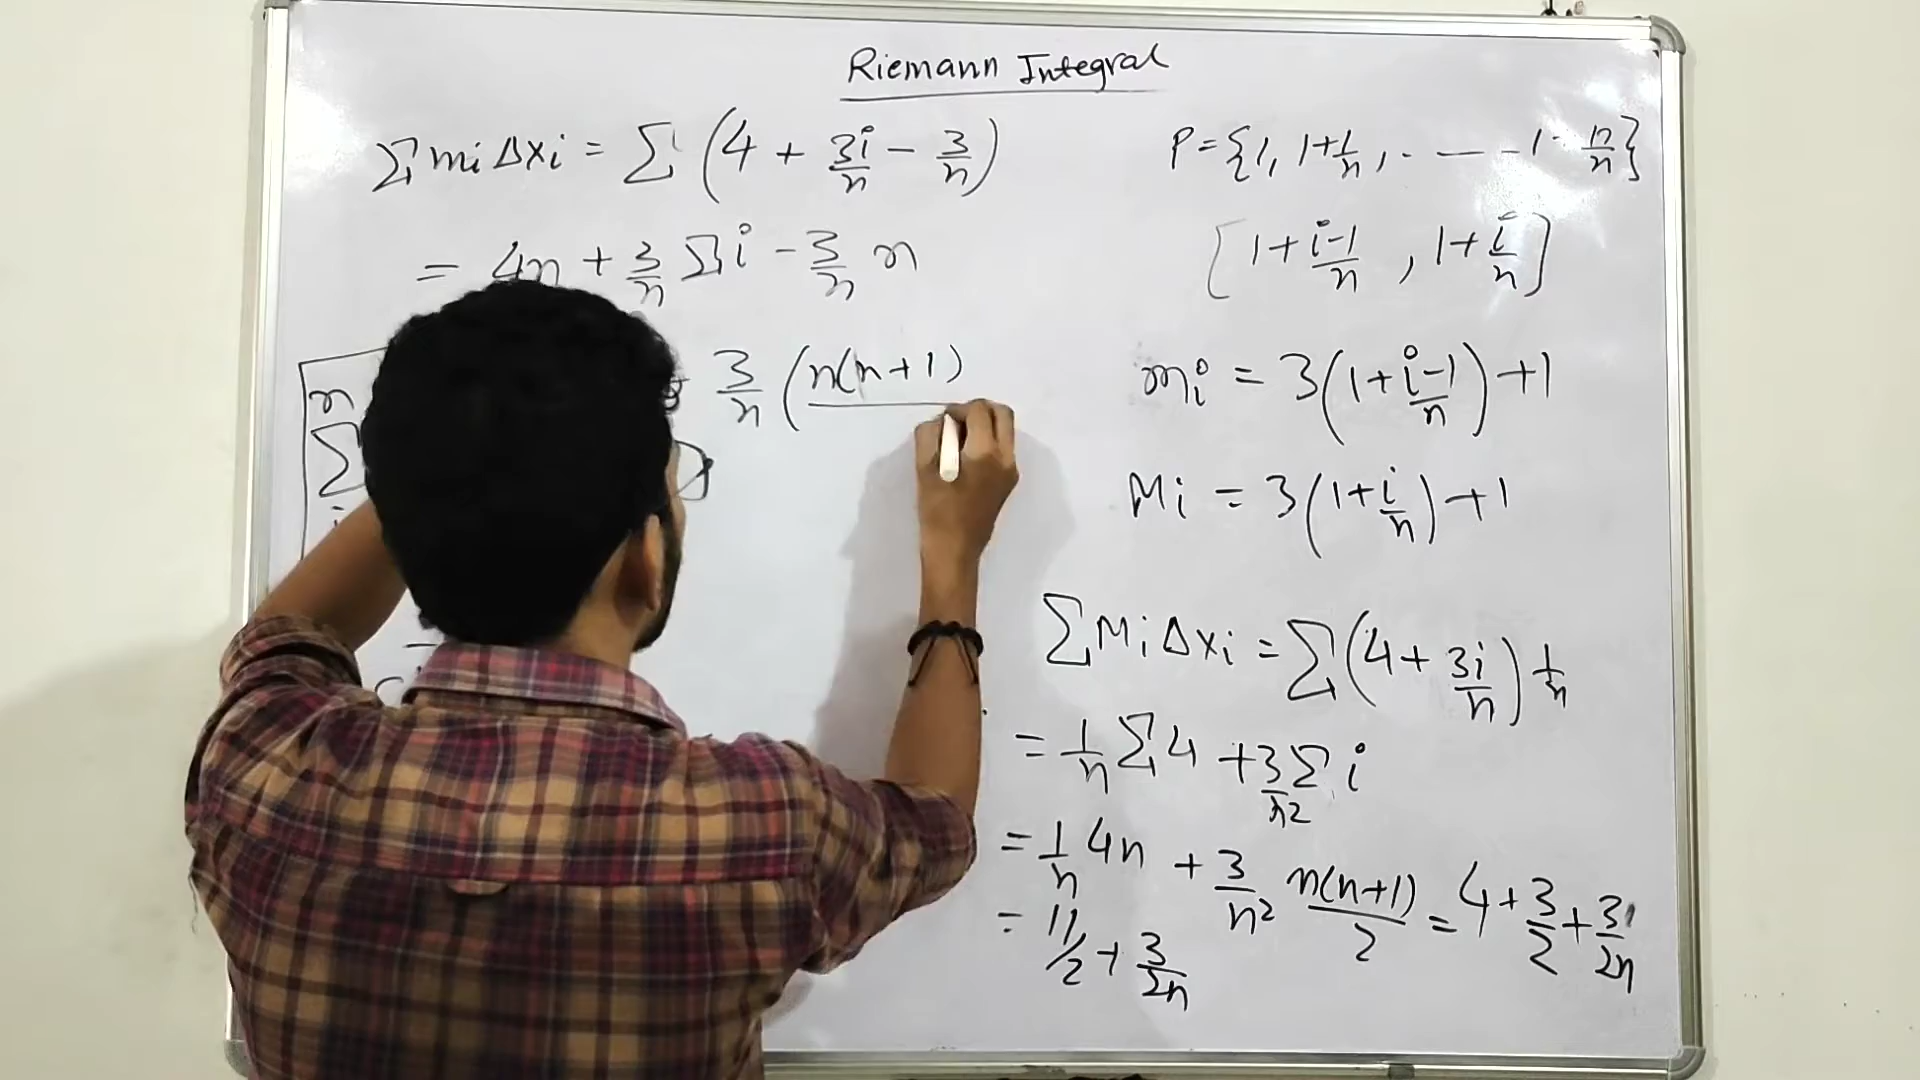 Riemann Integral
Σ mi Δxi = Σ (4 + 3i/n − 3/n)
= 4n + 3/n Σ i − 3/n n
3/n (n(n+1)
n
Σ
P = {1, 1+1/n, . — – 1 · n/n}
[1+ i-1/n , 1+ i/n]
mi = 3(1+ i-1/n) +1
Mi = 3(1+ i/n) +1
Σ Mi Δxi = Σ (4 + 3i/n) 1/n
= 1/n Σ 4 + 3/n2 Σ i
= 1/n 4n + 3/n2 n(n+1)/2 = 4 + 3/2 + 3/2n
= 11/2 + 3/2n